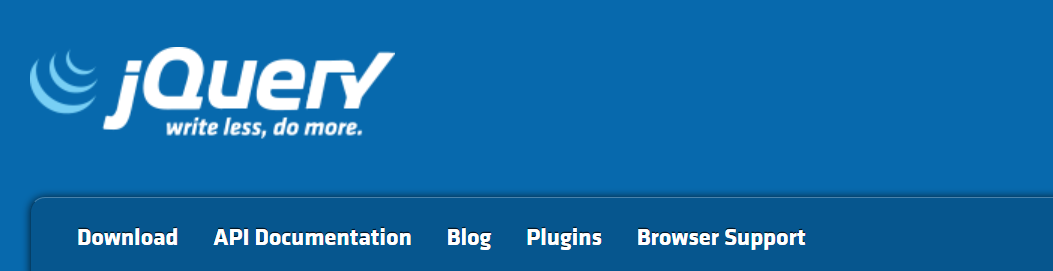 jQuery
write less, do more.
Download API Documentation Blog Plugins Browser Support